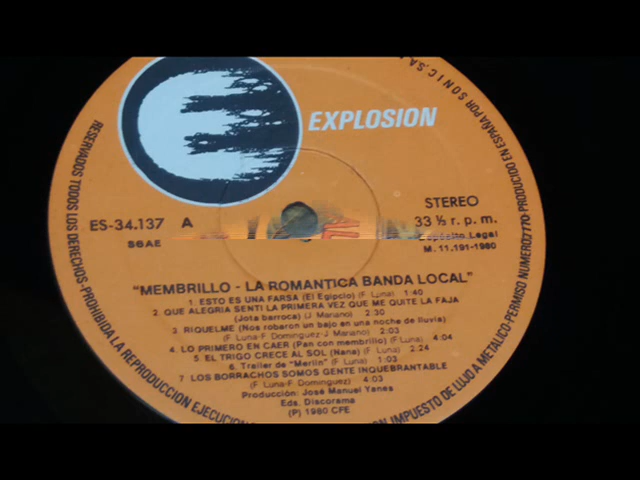 EXPLOSION
STEREO
ES-34.137 A
33 ⅓ r. p. m.
SGAE
Depósito Legal
M. 11.191-1980
"MEMBRILLO - LA ROMANTICA BANDA LOCAL"
1. ESTO ES UNA FARSA (El Egipcio) (F Luna) 1:40
2. QUE ALEGRIA SENTI LA PRIMERA VEZ QUE ME QUITE LA FAJA
(Jota barroca) (J Mariano) 2:30
3. RIQUELME (Nos robaron un bajo en una noche de lluvia)
(F Luna-F Dominguez-J Mariano) 2:03
4. LO PRIMERO EN CAER (Pan con membrillo) (F Luna) 4:04
5. EL TRIGO CRECE AL SOL (Nana) (F Luna) 2:24
6. Trailer de "Merlin" (F Luna) 1:03
7 LOS BORRACHOS SOMOS GENTE INQUEBRANTABLE
(F Luna-F Dominguez) 4:03
Producción: José Manuel Yanes
Eds. Discorama
(P) 1980 CFE
RESERVADOS TODOS LOS DERECHOS-PROHIBIDA LA REPRODUCCION EJECUCION
IMPUESTO DE LUJO A METALICO-PERMISO NUMERO 2770-PRODUCIDO EN ESPAÑA POR SONIC, S.A.